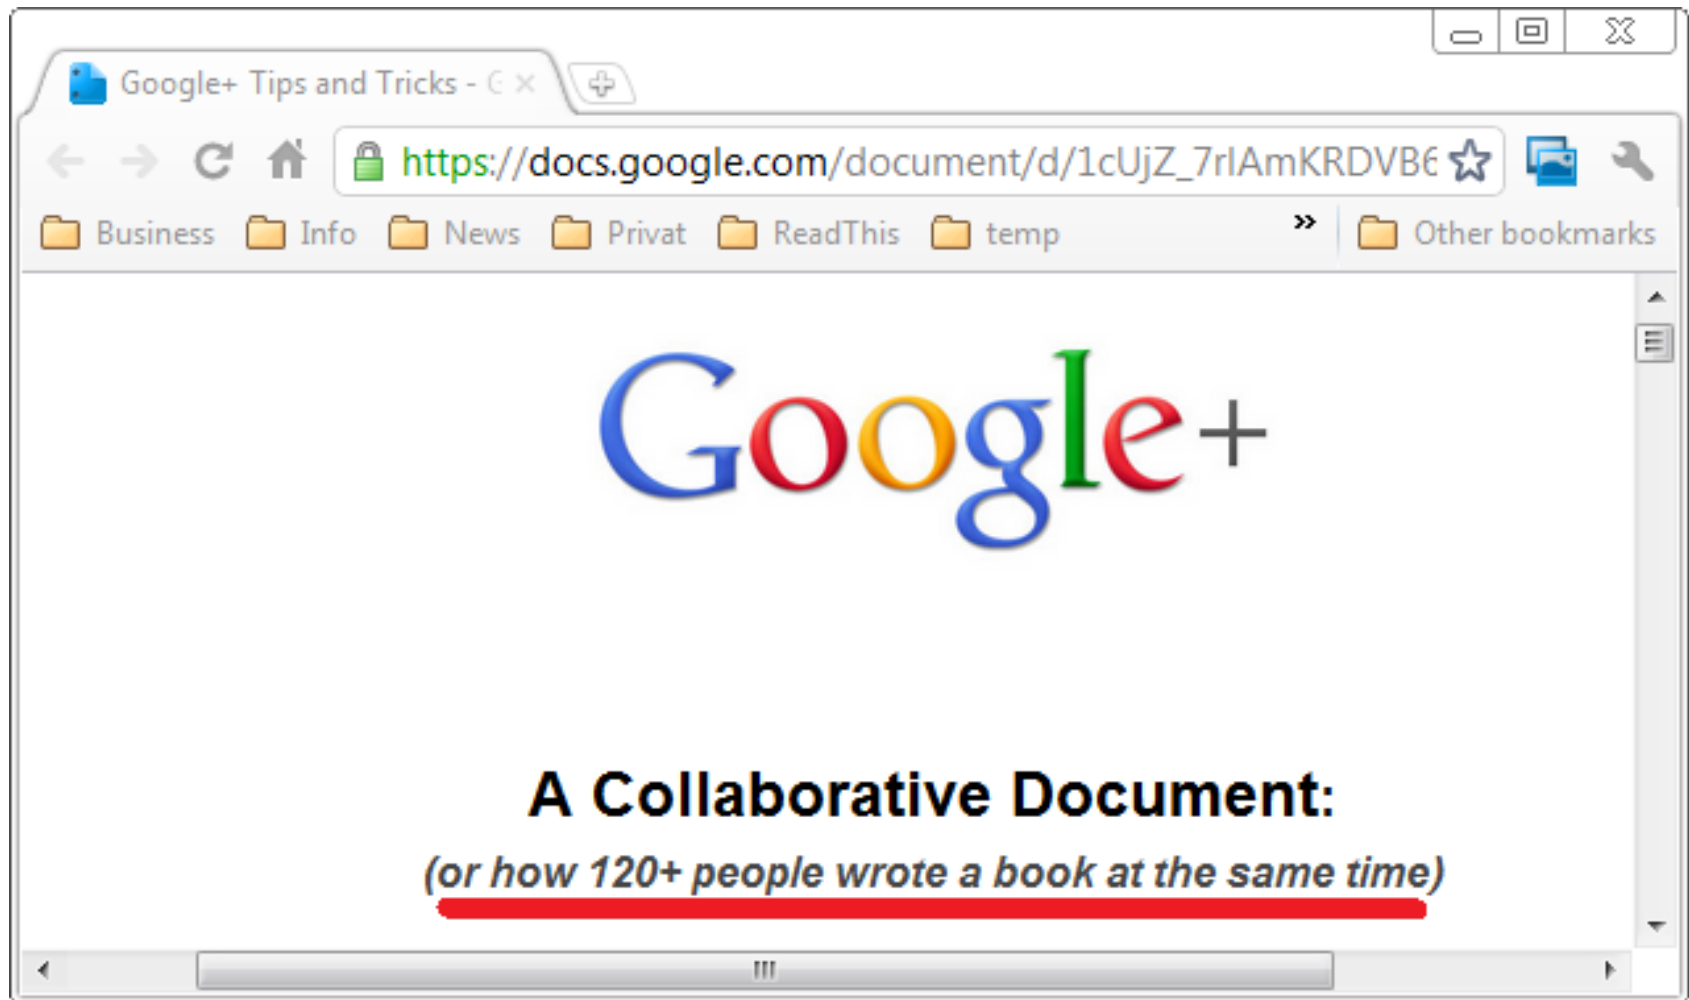 Google+ Tips and Tricks - G
https://docs.google.com/document/d/1cUjZ_7rIAmKRDVB6
Business Info News Privat ReadThis temp » Other bookmarks
Google+
A Collaborative Document:
(or how 120+ people wrote a book at the same time)